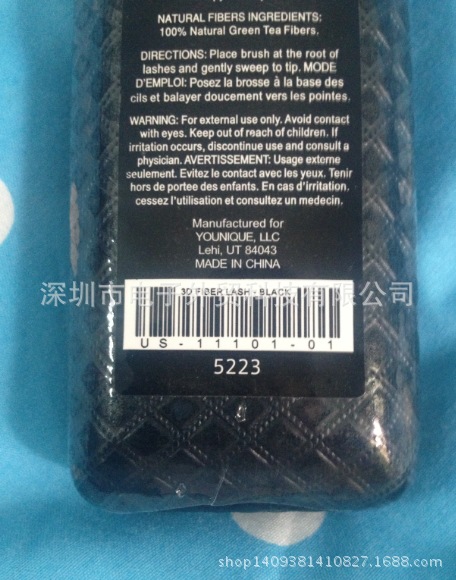 NATURAL FIBERS INGREDIENTS:
100% Natural Green Tea Fibers.
DIRECTIONS: Place brush at the root of
lashes and gently sweep to tip. MODE
D'EMPLOI: Posez la brosse à la base des
cils et balayer doucement vers les pointes.
WARNING: For external use only. Avoid contact
with eyes. Keep out of reach of children. If
irritation occurs, discontinue use and consult a
physician. AVERTISSEMENT: Usage externe
seulement. Evitez le contact avec les yeux. Tenir
hors de portee des enfants. En cas d'irritation,
cessez l'utilisation et consultez un medecin.
Manufactured for
YOUNIQUE, LLC
Lehi, UT 84043
MADE IN CHINA
深圳市电子有限公司
3D FIBER LASH - BLACK
US-11101-01
5223
shop1409381410827.1688.com